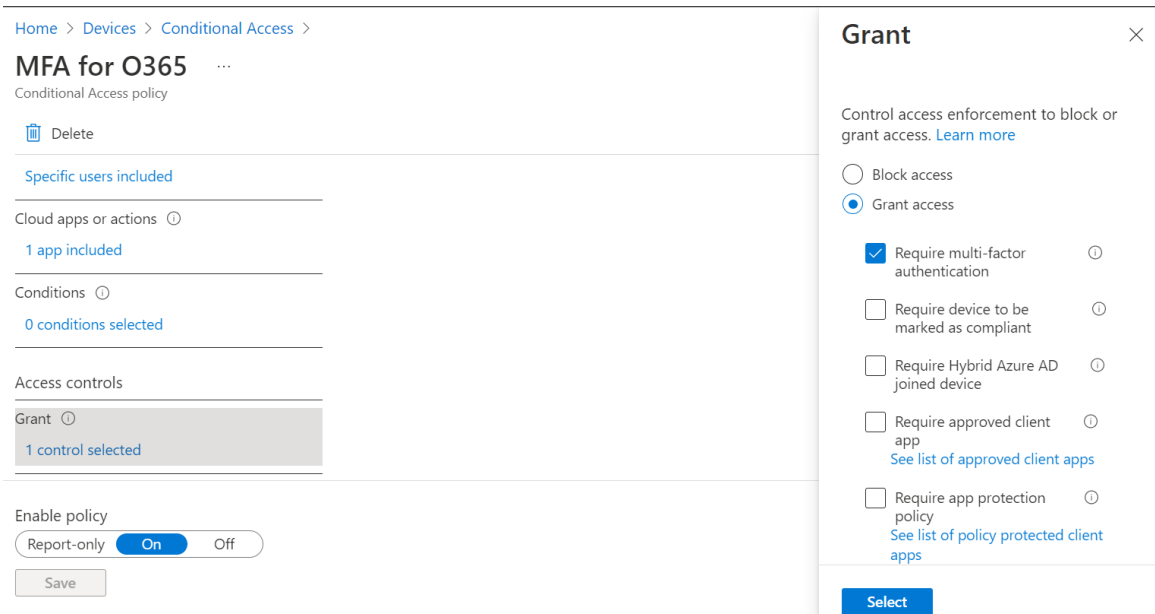 Home > Devices > Conditional Access >
MFA for O365 ...
Conditional Access policy
Delete
Specific users included
Cloud apps or actions
1 app included
Conditions
0 conditions selected
Access controls
Grant
1 control selected
Enable policy
Report-only On Off
Save
Grant
Control access enforcement to block or
grant access. Learn more
Block access
Grant access
Require multi-factor
authentication
Require device to be
marked as compliant
Require Hybrid Azure AD
joined device
Require approved client
app
See list of approved client apps
Require app protection
policy
See list of policy protected client
apps
Select